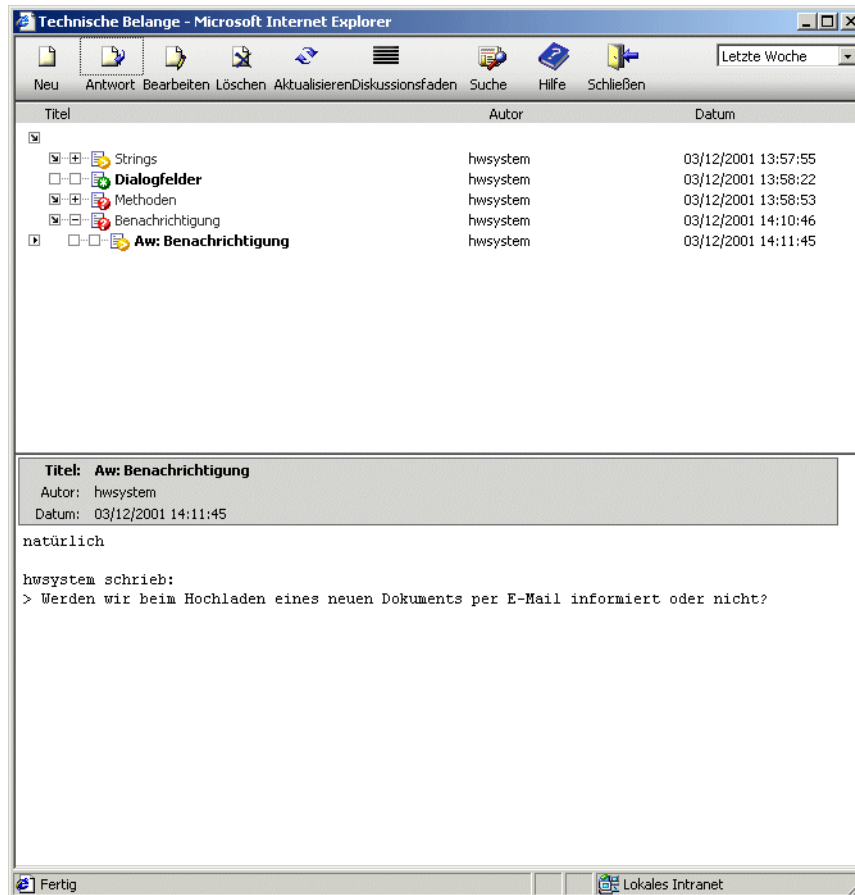 Technische Belange - Microsoft Internet Explorer
Neu Antwort Bearbeiten Löschen Aktualisieren Diskussionsfaden Suche Hilfe Schließen Letzte Woche
Titel Autor Datum
Strings hwsystem 03/12/2001 13:57:55
Dialogfelder hwsystem 03/12/2001 13:58:22
Methoden hwsystem 03/12/2001 13:58:53
Benachrichtigung hwsystem 03/12/2001 14:10:46
Aw: Benachrichtigung hwsystem 03/12/2001 14:11:45
Titel: Aw: Benachrichtigung
Autor: hwsystem
Datum: 03/12/2001 14:11:45
natürlich
hwsystem schrieb:
> Werden wir beim Hochladen eines neuen Dokuments per E-Mail informiert oder nicht?
Fertig Lokales Intranet